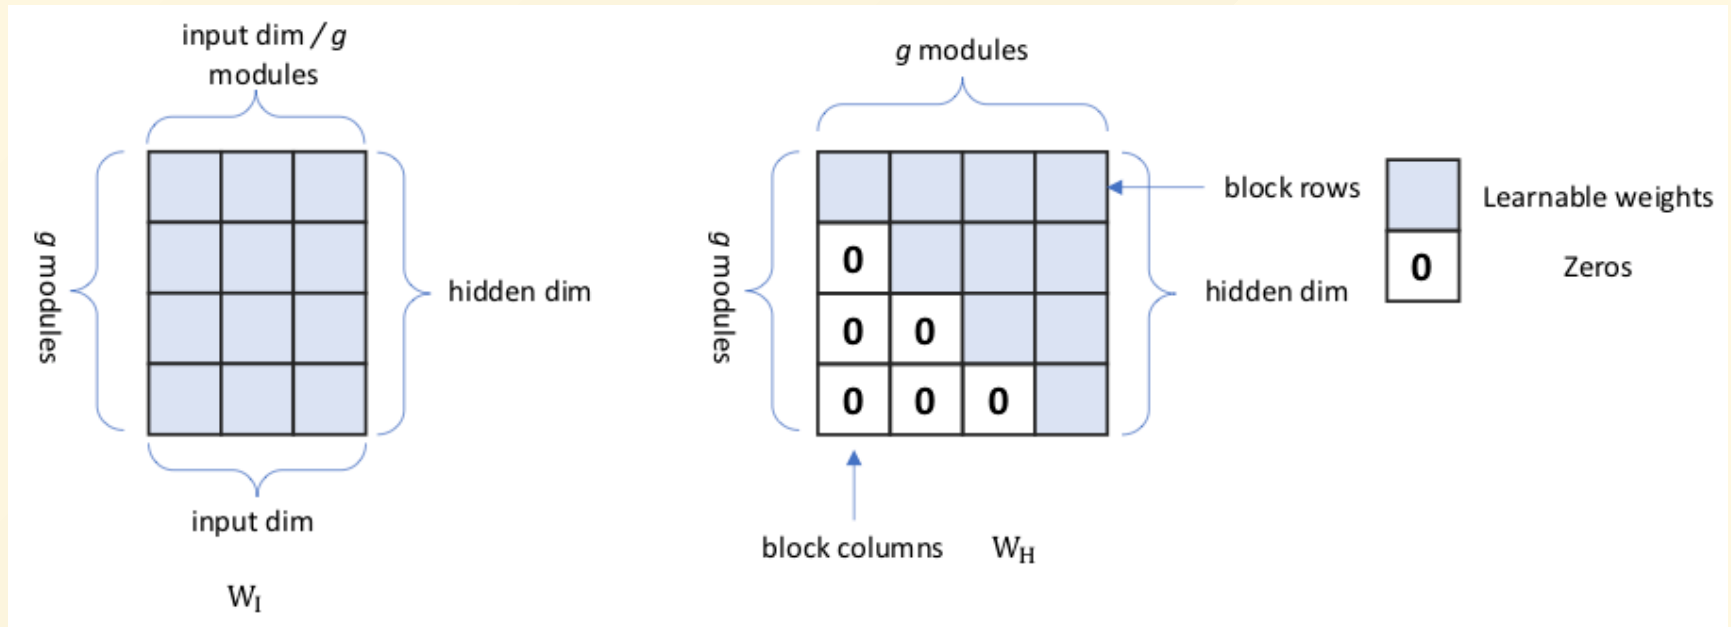 input dim / g
modules
g modules
hidden dim
input dim
W_I
g modules
g modules
0
0 0
0 0 0
block rows
hidden dim
block columns
W_H
Learnable weights
0
Zeros